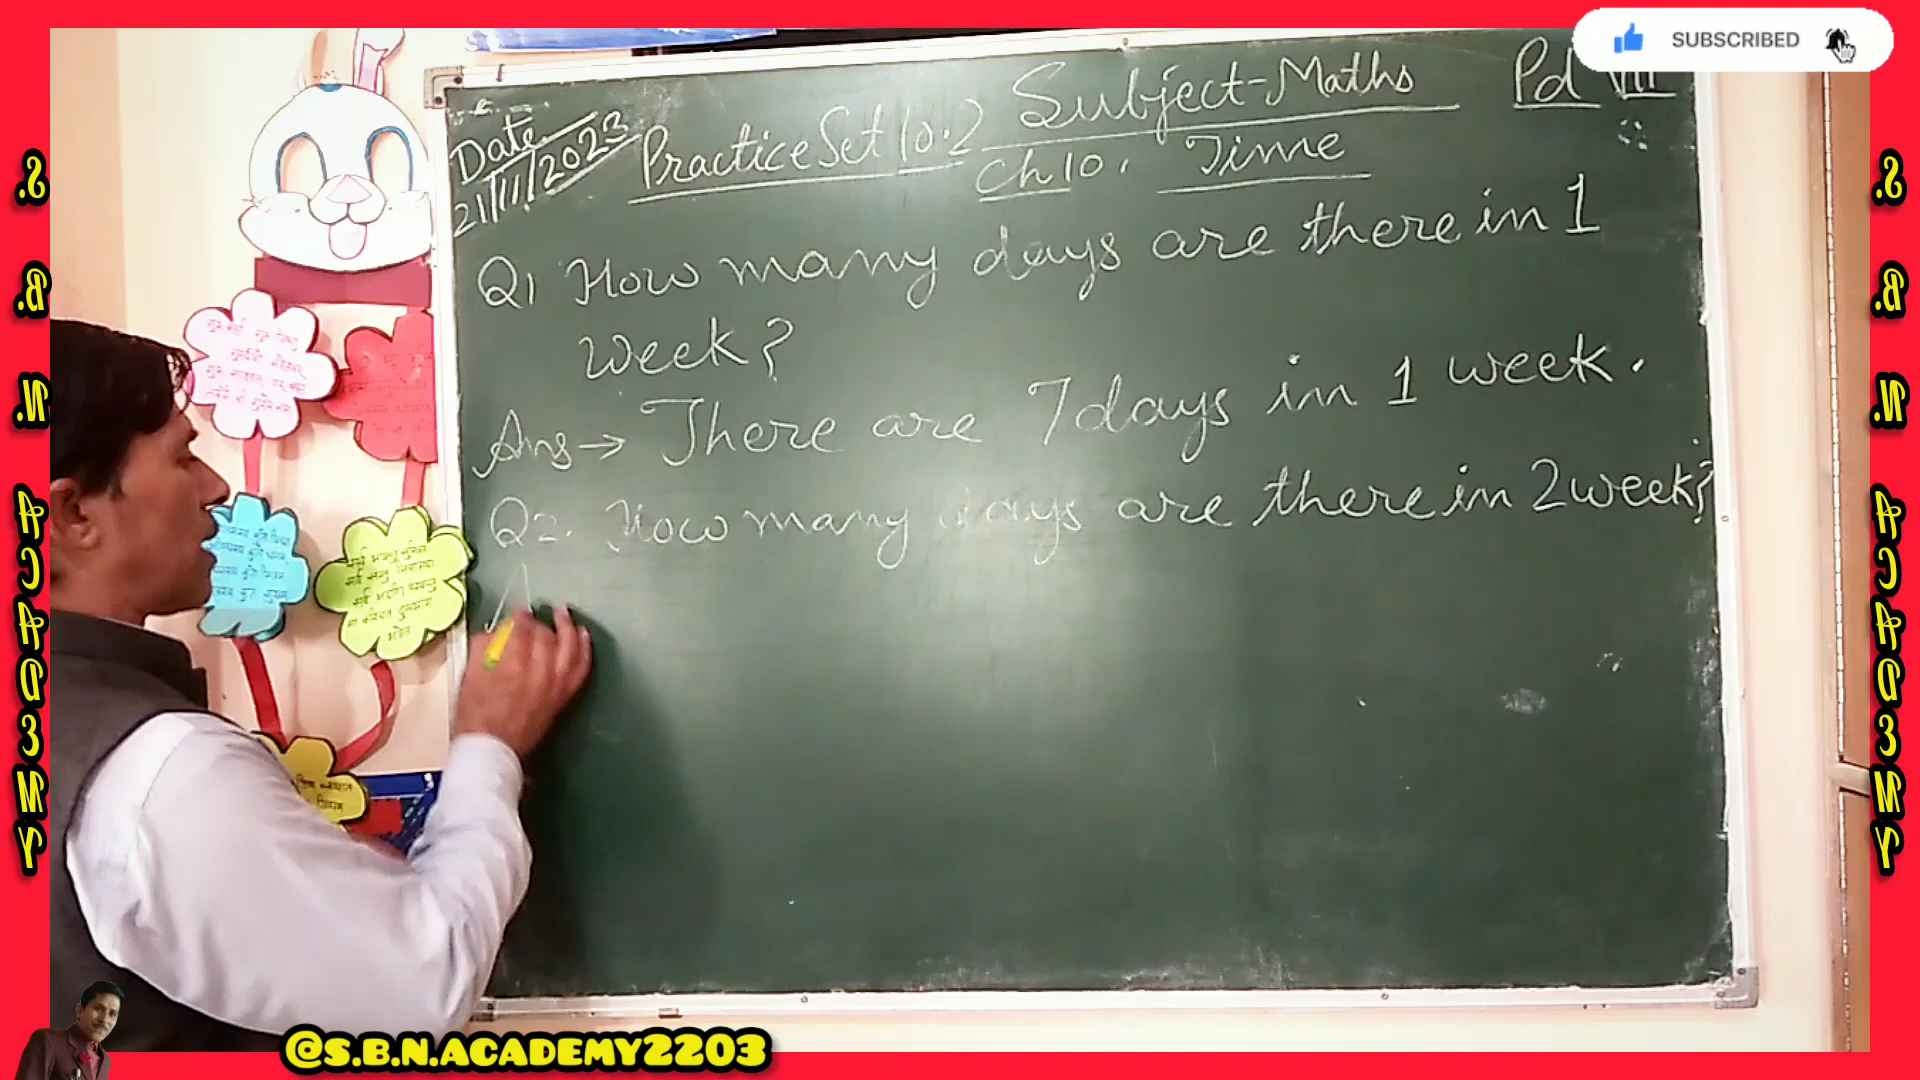 SUBSCRIBED
Date
21/11/2023
Practice Set 10.2
Subject-Maths
Pd VIII
Ch 10. Time
Q1 How many days are there in 1
week?
Ans → There are 7 days in 1 week.
Q2. How many days are there in 2 week?
A
S. B. N. ACADEMY
S. B. N. ACADEMY
@S.B.N.ACADEMY2203